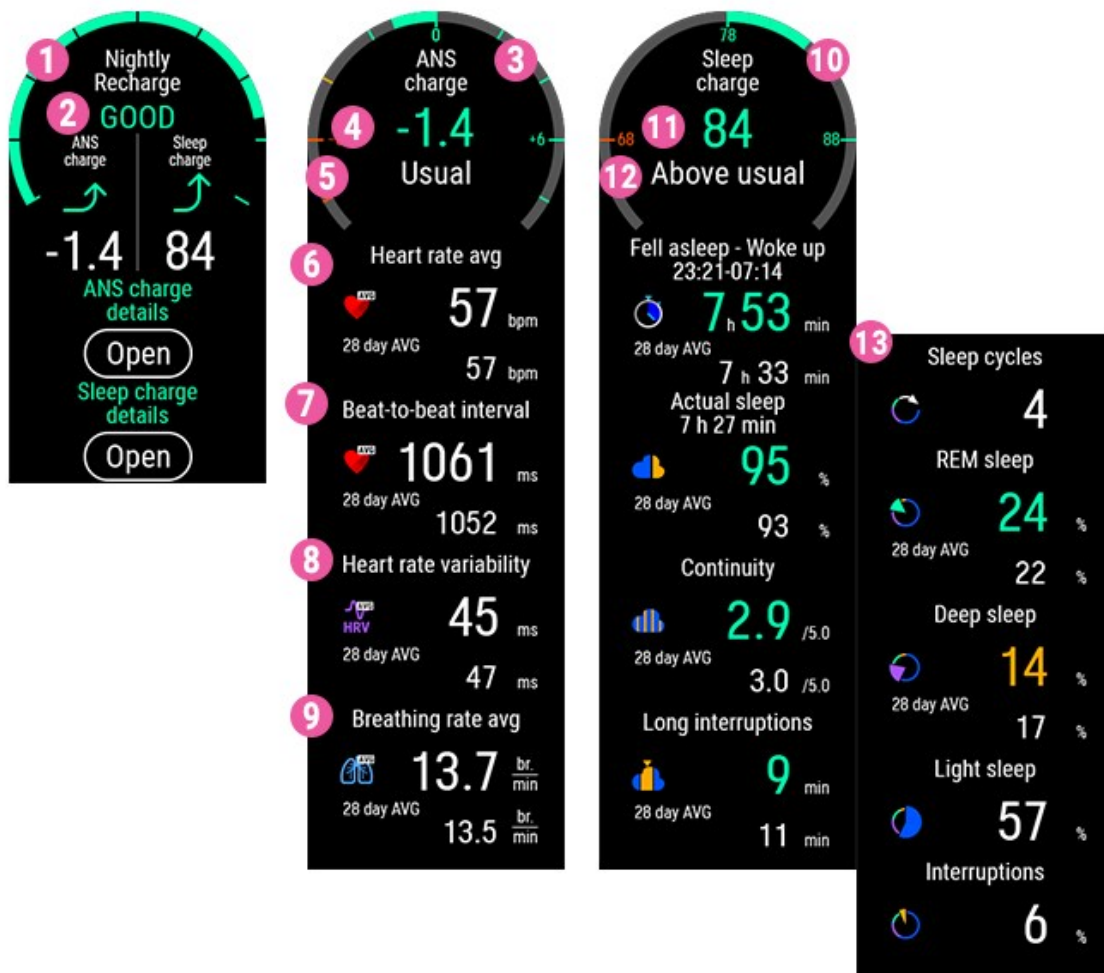 1
Nightly
Recharge
2
GOOD
ANS
charge
Sleep
charge
-1.4
84
ANS charge
details
Open
Sleep charge
details
Open
0
ANS
charge
3
4
-1.4
+6
5
Usual
6
Heart rate avg
AVG
57 bpm
28 day AVG
57 bpm
7
Beat-to-beat interval
AVG
1061 ms
28 day AVG
1052 ms
8
Heart rate variability
AVG
HRV
45 ms
28 day AVG
47 ms
9
Breathing rate avg
AVG
13.7 br.
min
28 day AVG
13.5 br.
min
78
Sleep
charge
10
68
11
84
88
12
Above usual
Fell asleep - Woke up
23:21-07:14
7 h 53 min
28 day AVG
7 h 33 min
Actual sleep
7 h 27 min
95 %
28 day AVG
93 %
Continuity
2.9 /5.0
28 day AVG
3.0 /5.0
Long interruptions
9 min
28 day AVG
11 min
13
Sleep cycles
4
REM sleep
24 %
28 day AVG
22 %
Deep sleep
14 %
28 day AVG
17 %
Light sleep
57 %
Interruptions
6 %